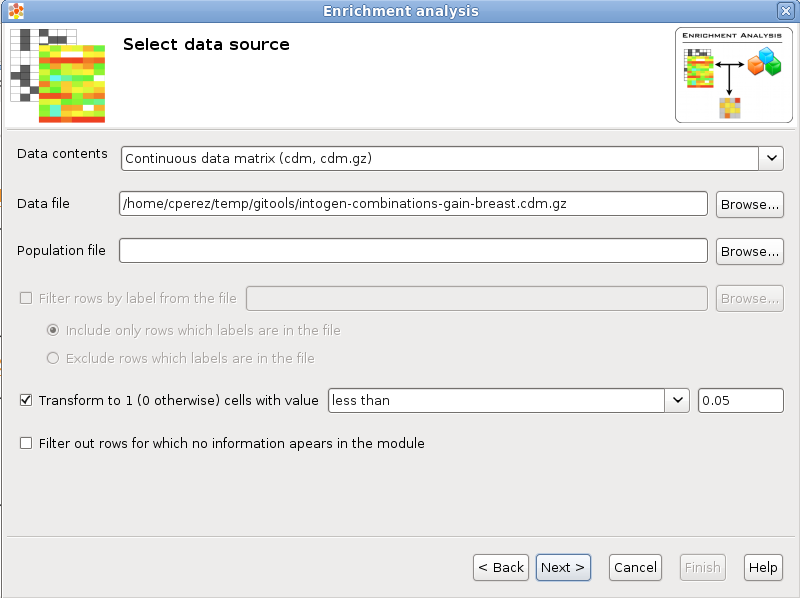 Enrichment analysis
Select data source
Enrichment Analysis
Data contents Continuous data matrix (cdm, cdm.gz)
Data file /home/cperez/temp/gitools/intogen-combinations-gain-breast.cdm.gz Browse...
Population file Browse...
Filter rows by label from the file Browse...
Include only rows which labels are in the file
Exclude rows which labels are in the file
Transform to 1 (0 otherwise) cells with value less than 0.05
Filter out rows for which no information apears in the module
< Back Next > Cancel Finish Help